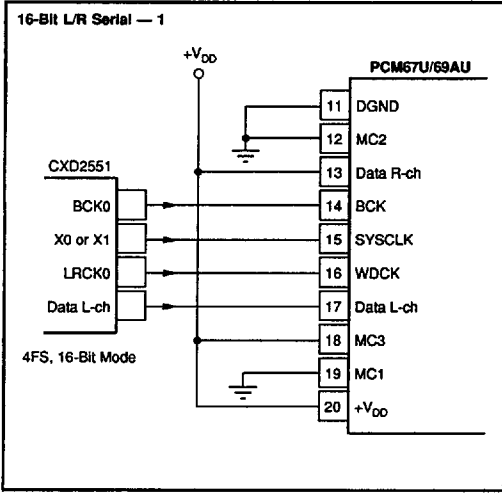 16-Bit L/R Serial — 1
+VDD
PCM67U/69AU
11 DGND
12 MC2
13 Data R-ch
CXD2551
BCK0 14 BCK
X0 or X1 15 SYSCLK
LRCK0 16 WDCK
Data L-ch 17 Data L-ch
18 MC3
4FS, 16-Bit Mode
19 MC1
20 +VDD